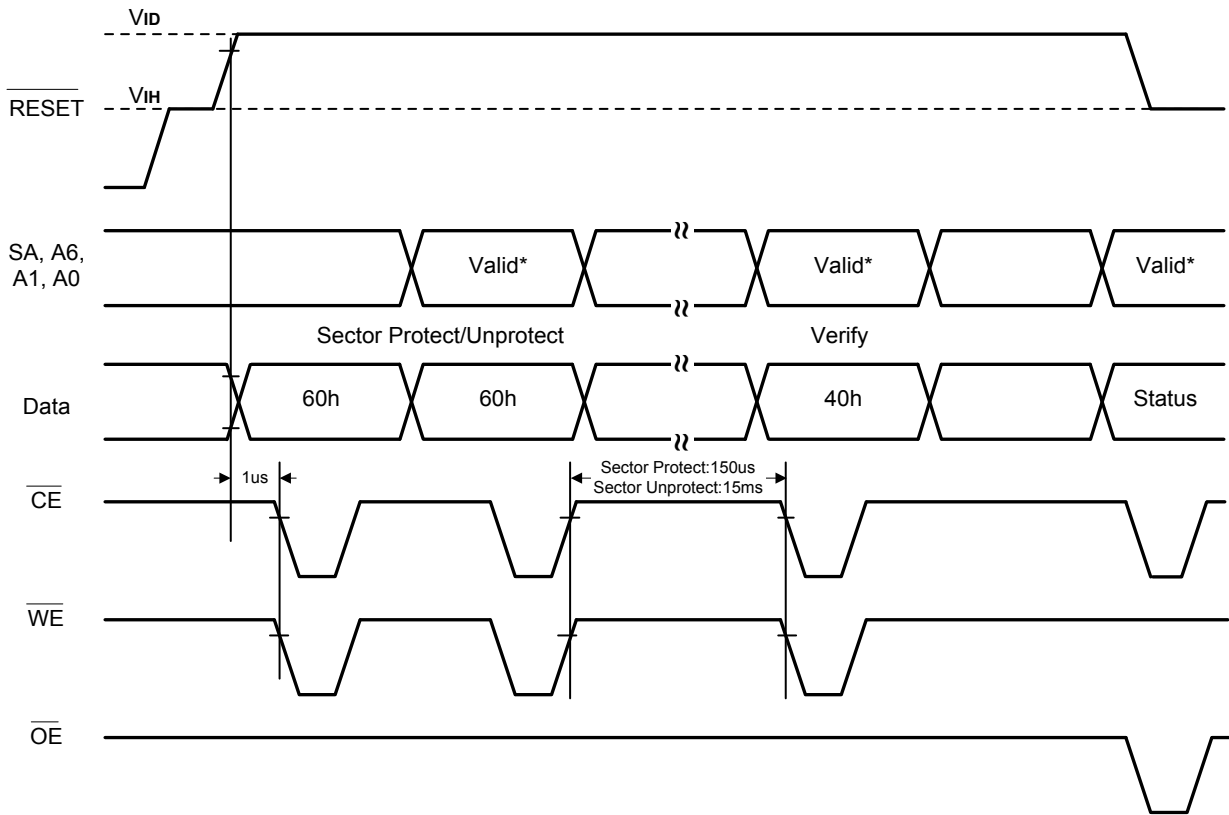 VID
VIH
RESET
SA, A6,
A1, A0
Valid*
Valid*
Valid*
Sector Protect/Unprotect
Verify
Data
60h
60h
40h
Status
1us
Sector Protect:150us
Sector Unprotect:15ms
CE
WE
OE